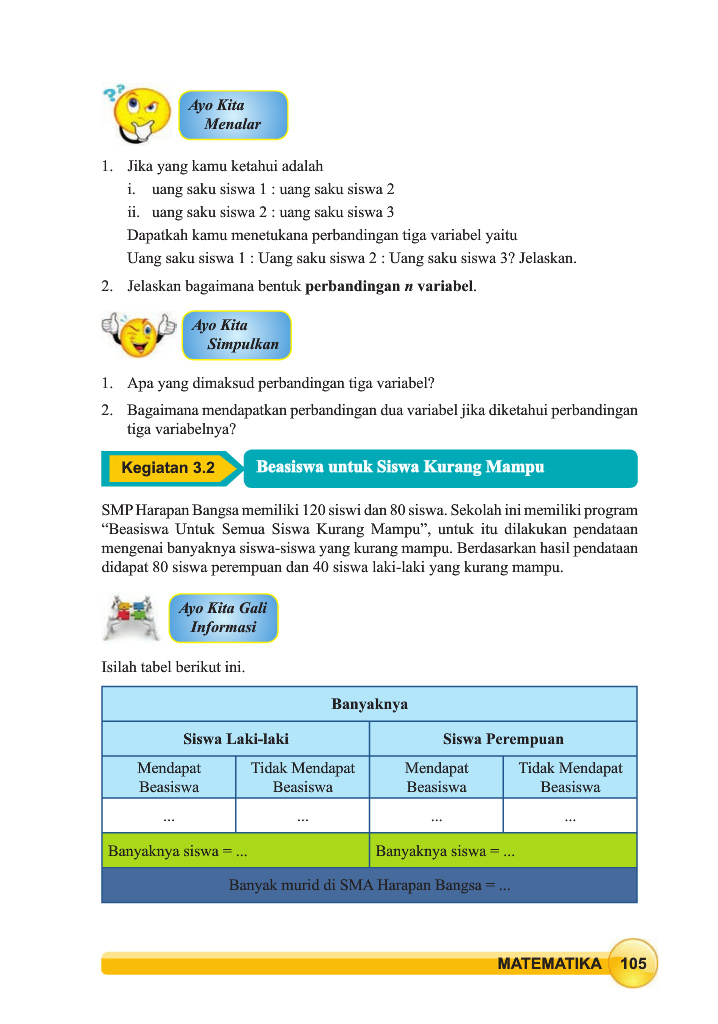 ??
Ayo Kita
Menalar
1. Jika yang kamu ketahui adalah
i. uang saku siswa 1 : uang saku siswa 2
ii. uang saku siswa 2 : uang saku siswa 3
Dapatkah kamu menetukana perbandingan tiga variabel yaitu
Uang saku siswa 1 : Uang saku siswa 2 : Uang saku siswa 3? Jelaskan.
2. Jelaskan bagaimana bentuk perbandingan n variabel.
Ayo Kita
Simpulkan
1. Apa yang dimaksud perbandingan tiga variabel?
2. Bagaimana mendapatkan perbandingan dua variabel jika diketahui perbandingan
tiga variabelnya?
Kegiatan 3.2 Beasiswa untuk Siswa Kurang Mampu
SMP Harapan Bangsa memiliki 120 siswi dan 80 siswa. Sekolah ini memiliki program
“Beasiswa Untuk Semua Siswa Kurang Mampu”, untuk itu dilakukan pendataan
mengenai banyaknya siswa-siswa yang kurang mampu. Berdasarkan hasil pendataan
didapat 80 siswa perempuan dan 40 siswa laki-laki yang kurang mampu.
Ayo Kita Gali
Informasi
Isilah tabel berikut ini.
Banyaknya
Siswa Laki-laki Siswa Perempuan
Mendapat Tidak Mendapat Mendapat Tidak Mendapat
Beasiswa Beasiswa Beasiswa Beasiswa
... ... ... ...
Banyaknya siswa = ... Banyaknya siswa = ...
Banyak murid di SMA Harapan Bangsa = ...
MATEMATIKA 105